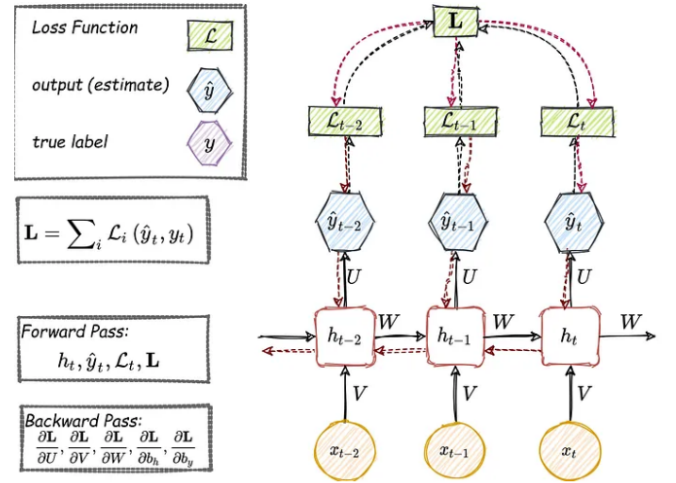 Loss Function
ℒ
output (estimate)
ŷ
true label
y
L = ∑ᵢ ℒᵢ (ŷₜ, yₜ)
Forward Pass:
hₜ, ŷₜ, ℒₜ, L
Backward Pass:
∂L/∂U, ∂L/∂V, ∂L/∂W, ∂L/∂b_h, ∂L/∂b_y
L
ℒₜ₋₂ ℒₜ₋₁ ℒₜ
ŷₜ₋₂ ŷₜ₋₁ ŷₜ
U U U
hₜ₋₂ W hₜ₋₁ W hₜ W
V V V
xₜ₋₂ xₜ₋₁ xₜ